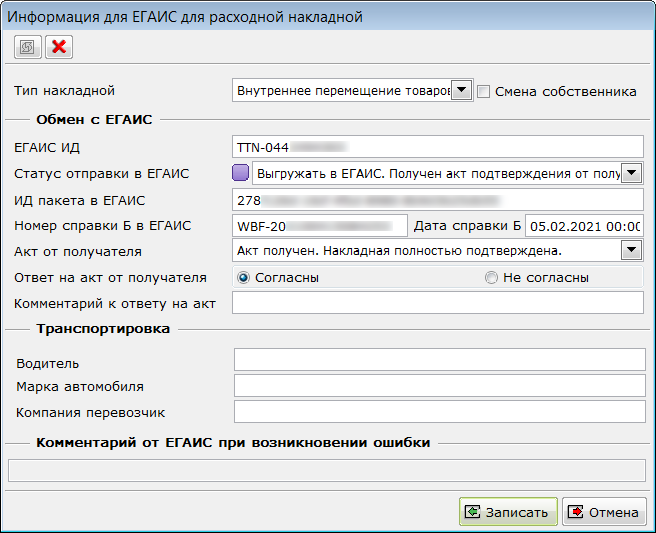 Информация для ЕГАИС для расходной накладной
Тип накладной Внутреннее перемещение товаров Смена собственника
Обмен с ЕГАИС
ЕГАИС ИД TTN-044
Статус отправки в ЕГАИС Выгружать в ЕГАИС. Получен акт подтверждения от полу
ИД пакета в ЕГАИС 278
Номер справки Б в ЕГАИС WBF-20 Дата справки Б 05.02.2021 00:00
Акт от получателя Акт получен. Накладная полностью подтверждена.
Ответ на акт от получателя Согласны Не согласны
Комментарий к ответу на акт
Транспортировка
Водитель
Марка автомобиля
Компания перевозчик
Комментарий от ЕГАИС при возникновении ошибки
Записать Отмена